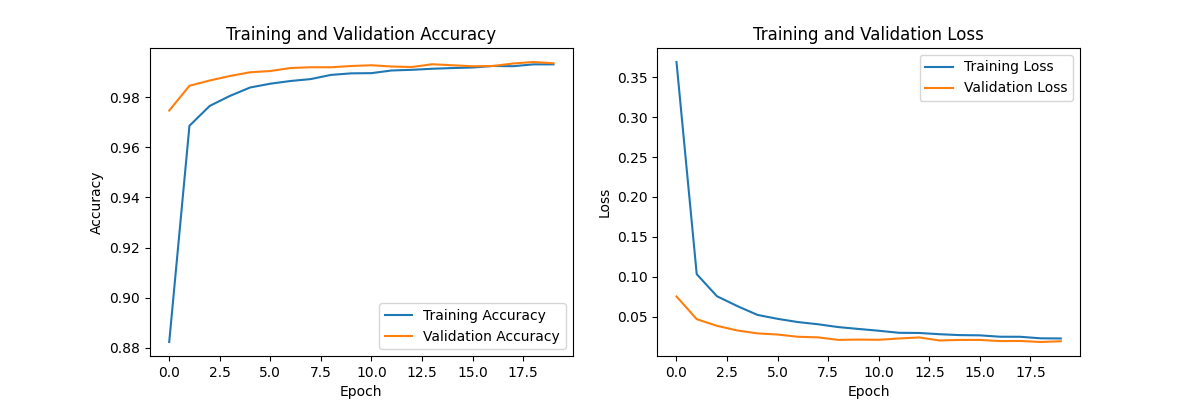 Training and Validation Accuracy
Accuracy
0.98
0.96
0.94
0.92
0.90
0.88
0.0 2.5 5.0 7.5 10.0 12.5 15.0 17.5
Epoch
Training Accuracy
Validation Accuracy
Training and Validation Loss
Loss
0.35
0.30
0.25
0.20
0.15
0.10
0.05
0.0 2.5 5.0 7.5 10.0 12.5 15.0 17.5
Epoch
Training Loss
Validation Loss